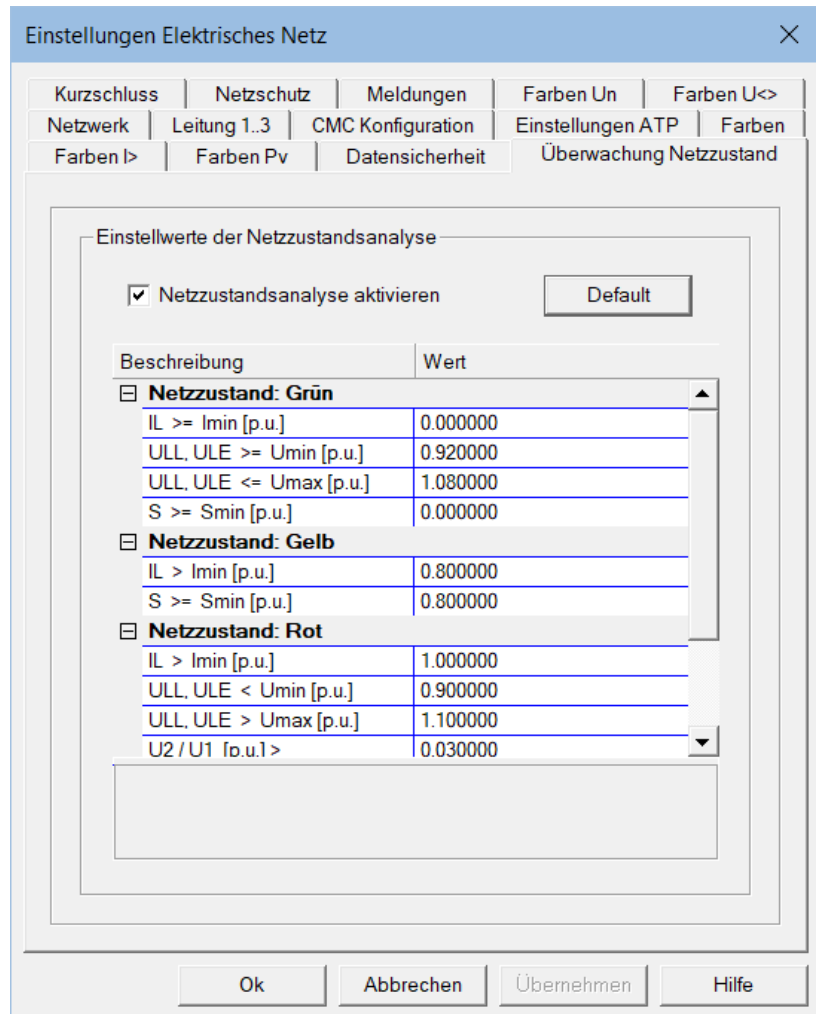 Einstellungen Elektrisches Netz
Kurzschluss Netzschutz Meldungen Farben Un Farben U<>
Netzwerk Leitung 1..3 CMC Konfiguration Einstellungen ATP Farben
Farben I> Farben Pv Datensicherheit Überwachung Netzzustand
Einstellwerte der Netzzustandsanalyse
Netzzustandsanalyse aktivieren Default
Beschreibung Wert
Netzzustand: Grün
IL >= Imin [p.u.] 0.000000
ULL, ULE >= Umin [p.u.] 0.920000
ULL, ULE <= Umax [p.u.] 1.080000
S >= Smin [p.u.] 0.000000
Netzzustand: Gelb
IL > Imin [p.u.] 0.800000
S >= Smin [p.u.] 0.800000
Netzzustand: Rot
IL > Imin [p.u.] 1.000000
ULL, ULE < Umin [p.u.] 0.900000
ULL, ULE > Umax [p.u.] 1.100000
U2 / U1 [p.u.] > 0.030000
Ok Abbrechen Übernehmen Hilfe